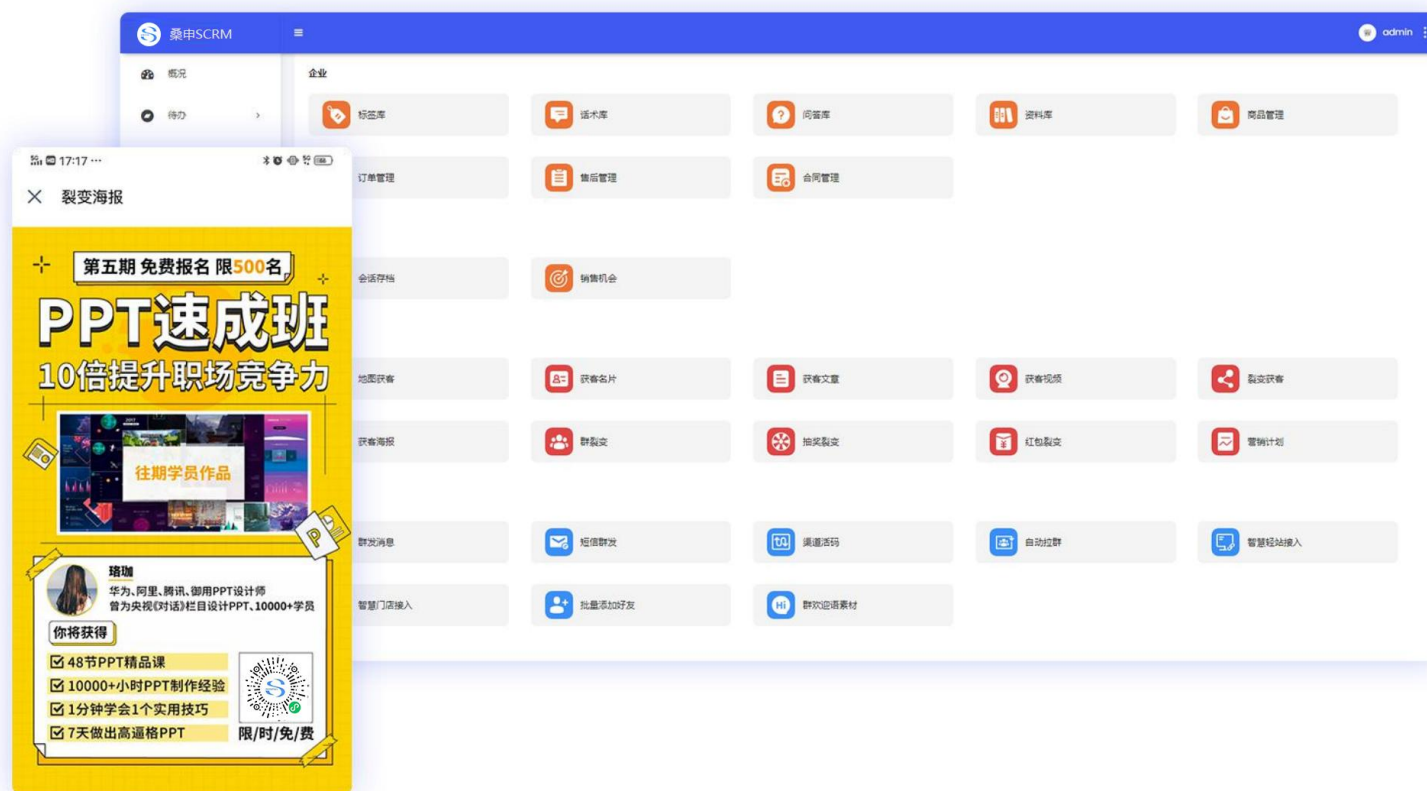 桑申SCRM
admin
概况
待办
企业
标签库
话术库
问答库
资料库
商品管理
订单管理
售后管理
合同管理
会话存档
销售机会
地图获客
获客名片
获客文章
获客视频
裂变获客
获客海报
群裂变
抽奖裂变
红包裂变
营销计划
群发消息
短信群发
渠道活码
自动拉群
智慧轻站接入
智慧门店接入
批量添加好友
Hi
群欢迎语素材
17:17 ···
裂变海报
第五期 免费报名 限500名
PPT速成班
10倍提升职场竞争力
往期学员作品
P
珞珈
华为、阿里、腾讯、御用PPT设计师
曾为央视《对话》栏目设计PPT、10000+学员
你将获得
48节PPT精品课
10000+小时PPT制作经验
1分钟学会1个实用技巧
7天做出高逼格PPT
限/时/免/费